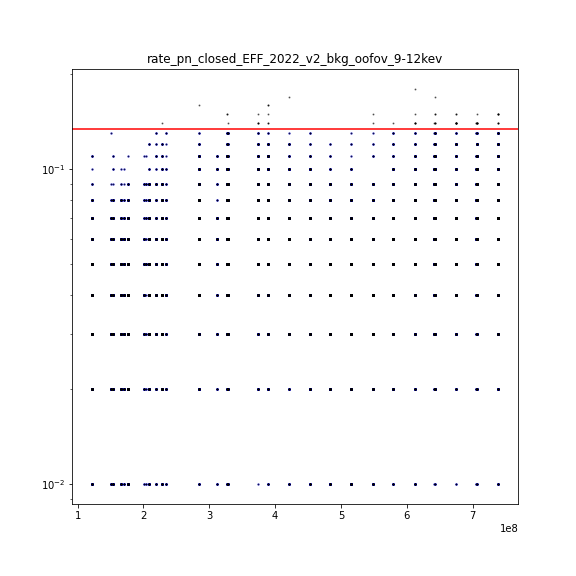 rate_pn_closed_EFF_2022_v2_bkg_oofov_9-12kev
10⁻¹
10⁻²
1 2 3 4 5 6 7
1e8